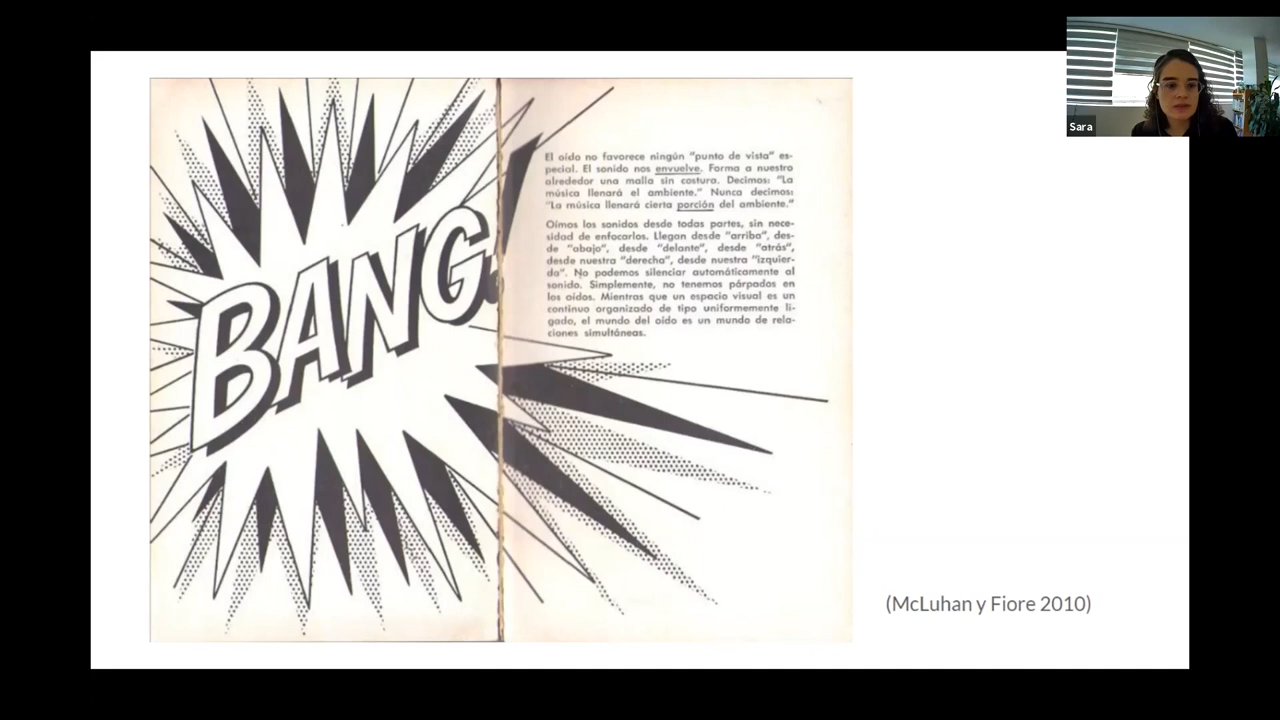 Sara
BANG!
El oído no favorece ningún "punto de vista" es-
pecial. El sonido nos envuelve. Forma a nuestro
alrededor una malla sin costura. Decimos: "La
música llenará el ambiente." Nunca decimos:
"La música llenará cierta porción del ambiente."
Oímos los sonidos desde todas partes, sin nece-
sidad de enfocarlos. Llegan desde "arriba", des-
de "abajo", desde "delante", desde "atrás",
desde nuestra "derecha", desde nuestra "izquier-
da". No podemos silenciar automáticamente al
sonido. Simplemente, no tenemos párpados en
los oídos. Mientras que un espacio visual es un
continuo organizado de tipo uniformemente li-
gado, el mundo del oído es un mundo de rela-
ciones simultáneas.
(McLuhan y Fiore 2010)